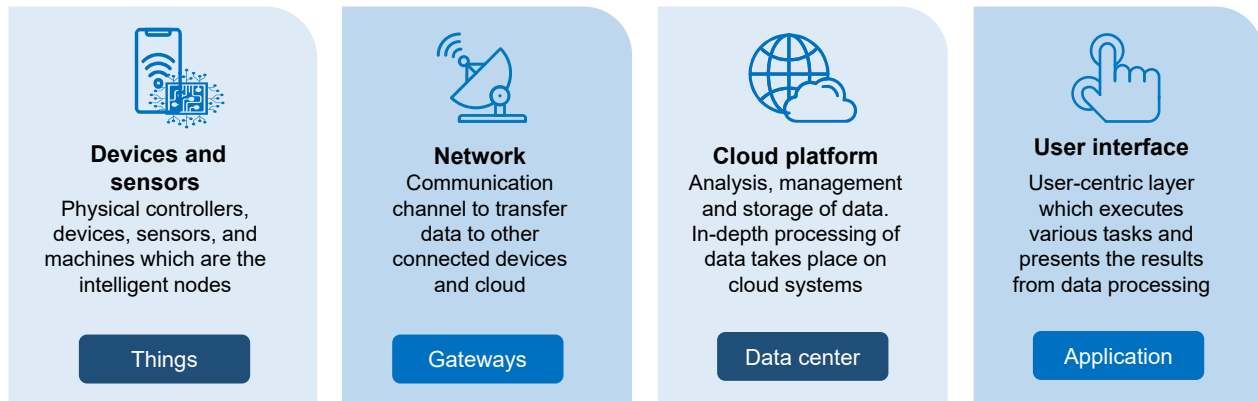 Devices and
sensors
Physical controllers,
devices, sensors, and
machines which are the
intelligent nodes
Things
Network
Communication
channel to transfer
data to other
connected devices
and cloud
Gateways
Cloud platform
Analysis, management
and storage of data.
In-depth processing of
data takes place on
cloud systems
Data center
User interface
User-centric layer
which executes
various tasks and
presents the results
from data processing
Application